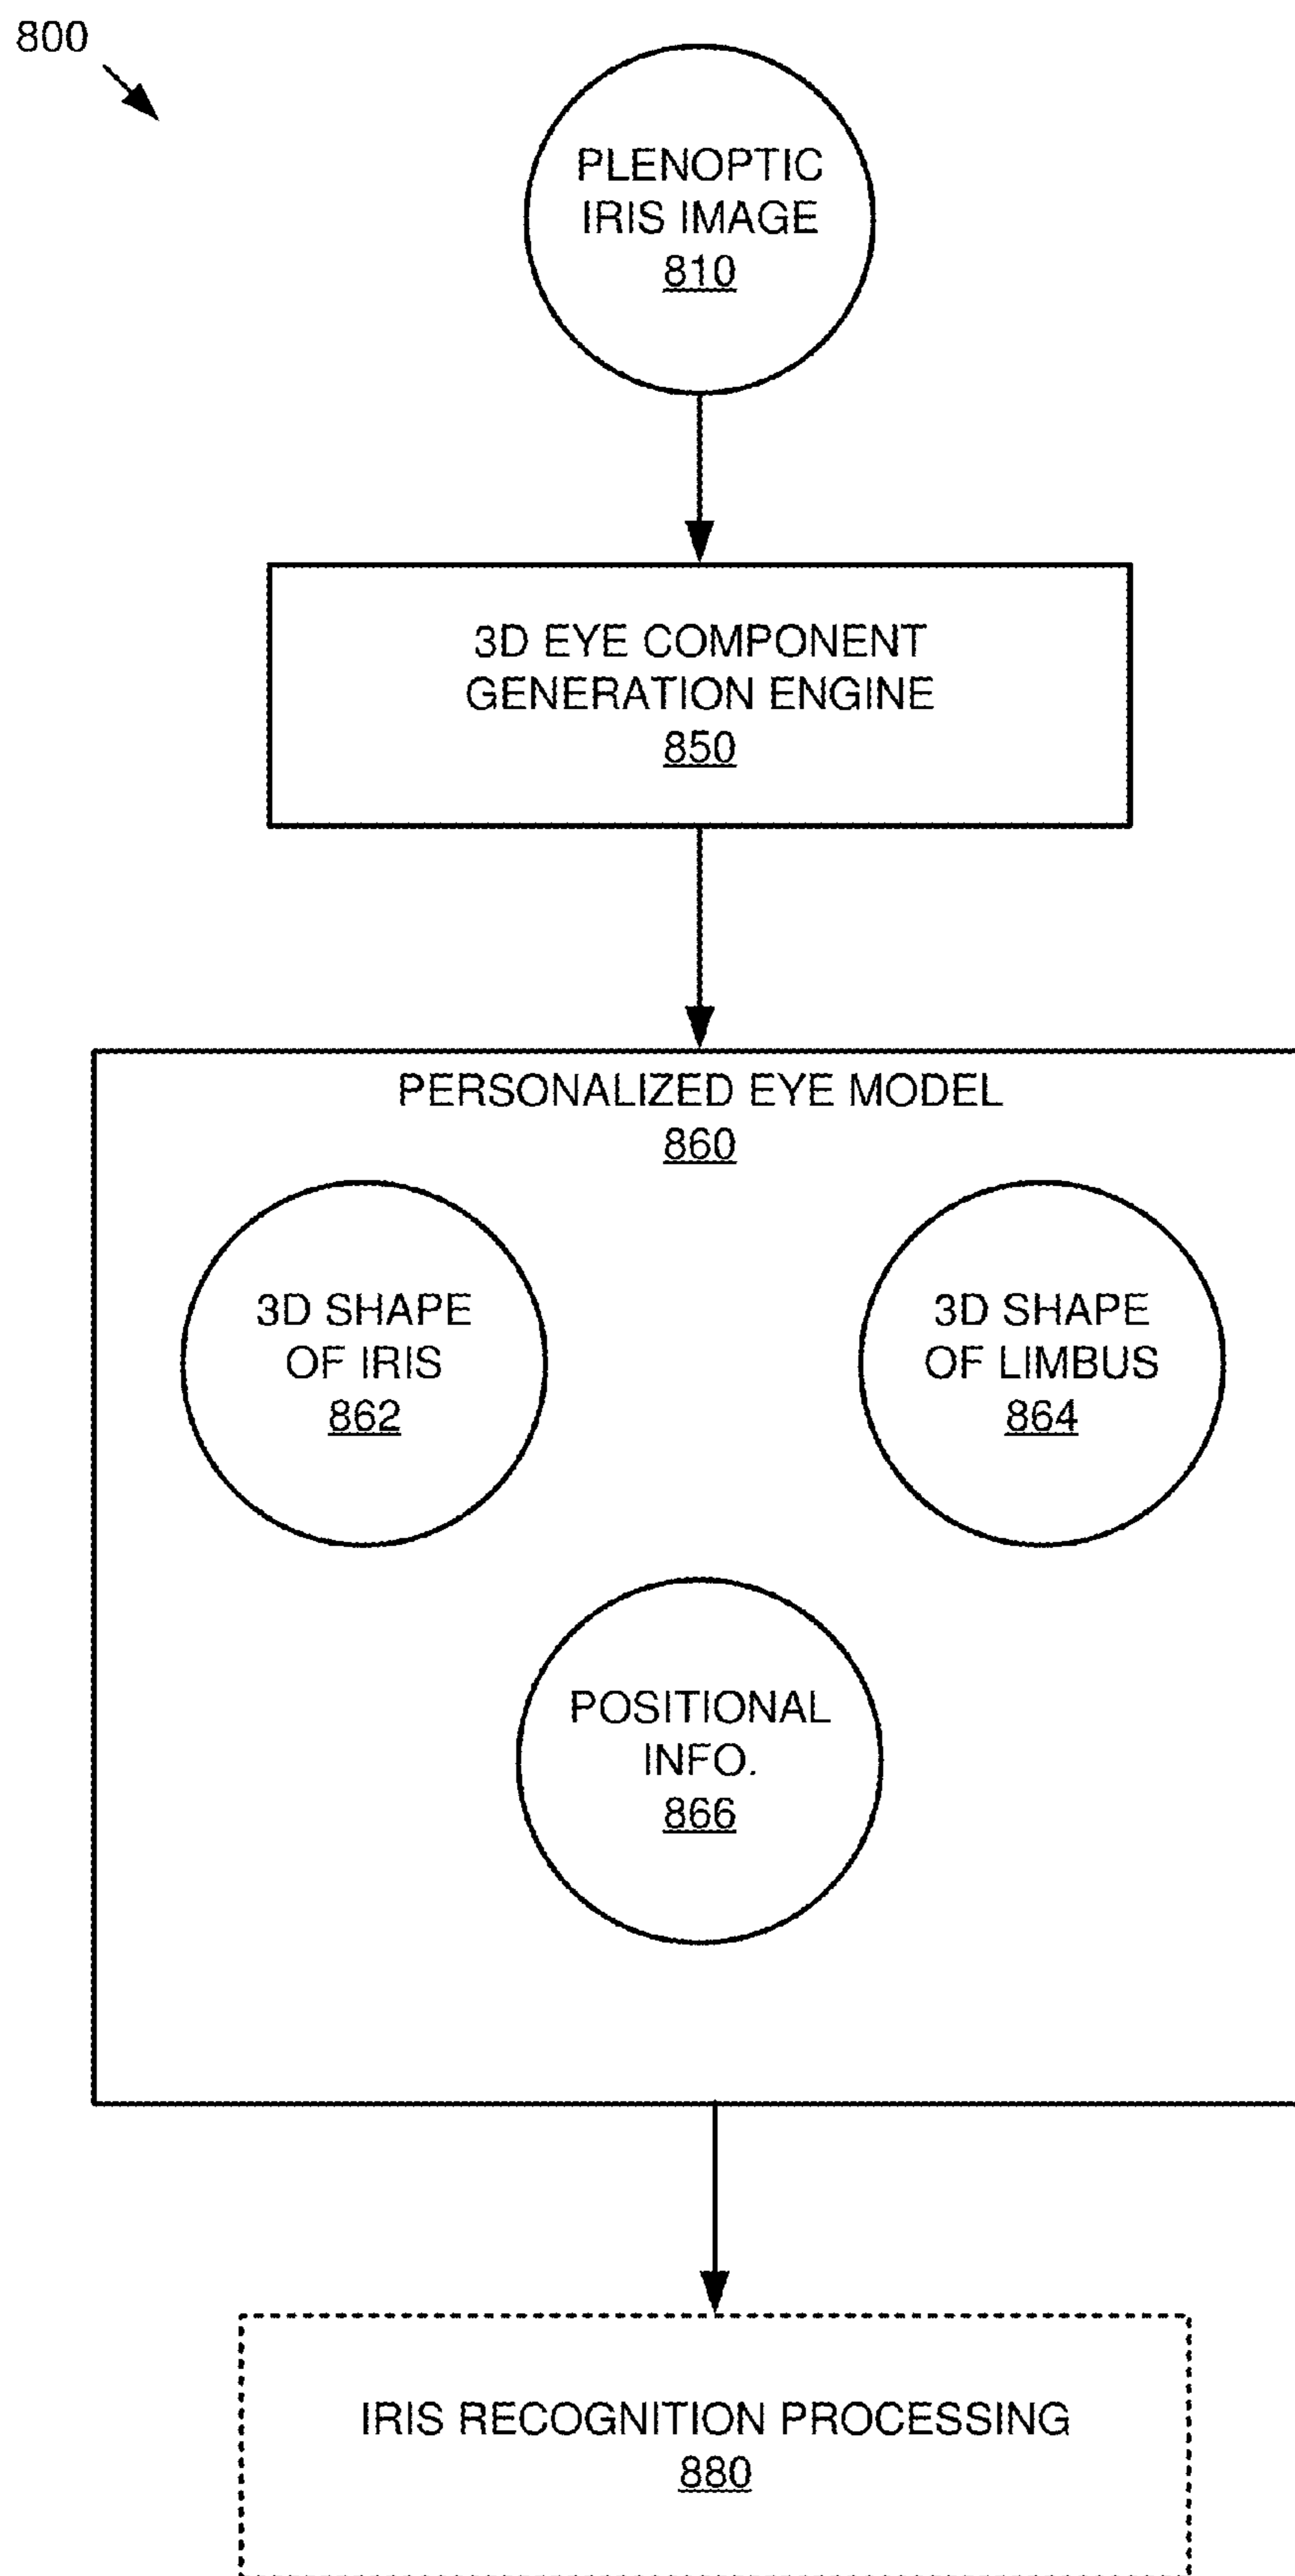 800
PLENOPTIC
IRIS IMAGE
810
3D EYE COMPONENT
GENERATION ENGINE
850
PERSONALIZED EYE MODEL
860
3D SHAPE
OF IRIS
862
3D SHAPE
OF LIMBUS
864
POSITIONAL
INFO.
866
IRIS RECOGNITION PROCESSING
880